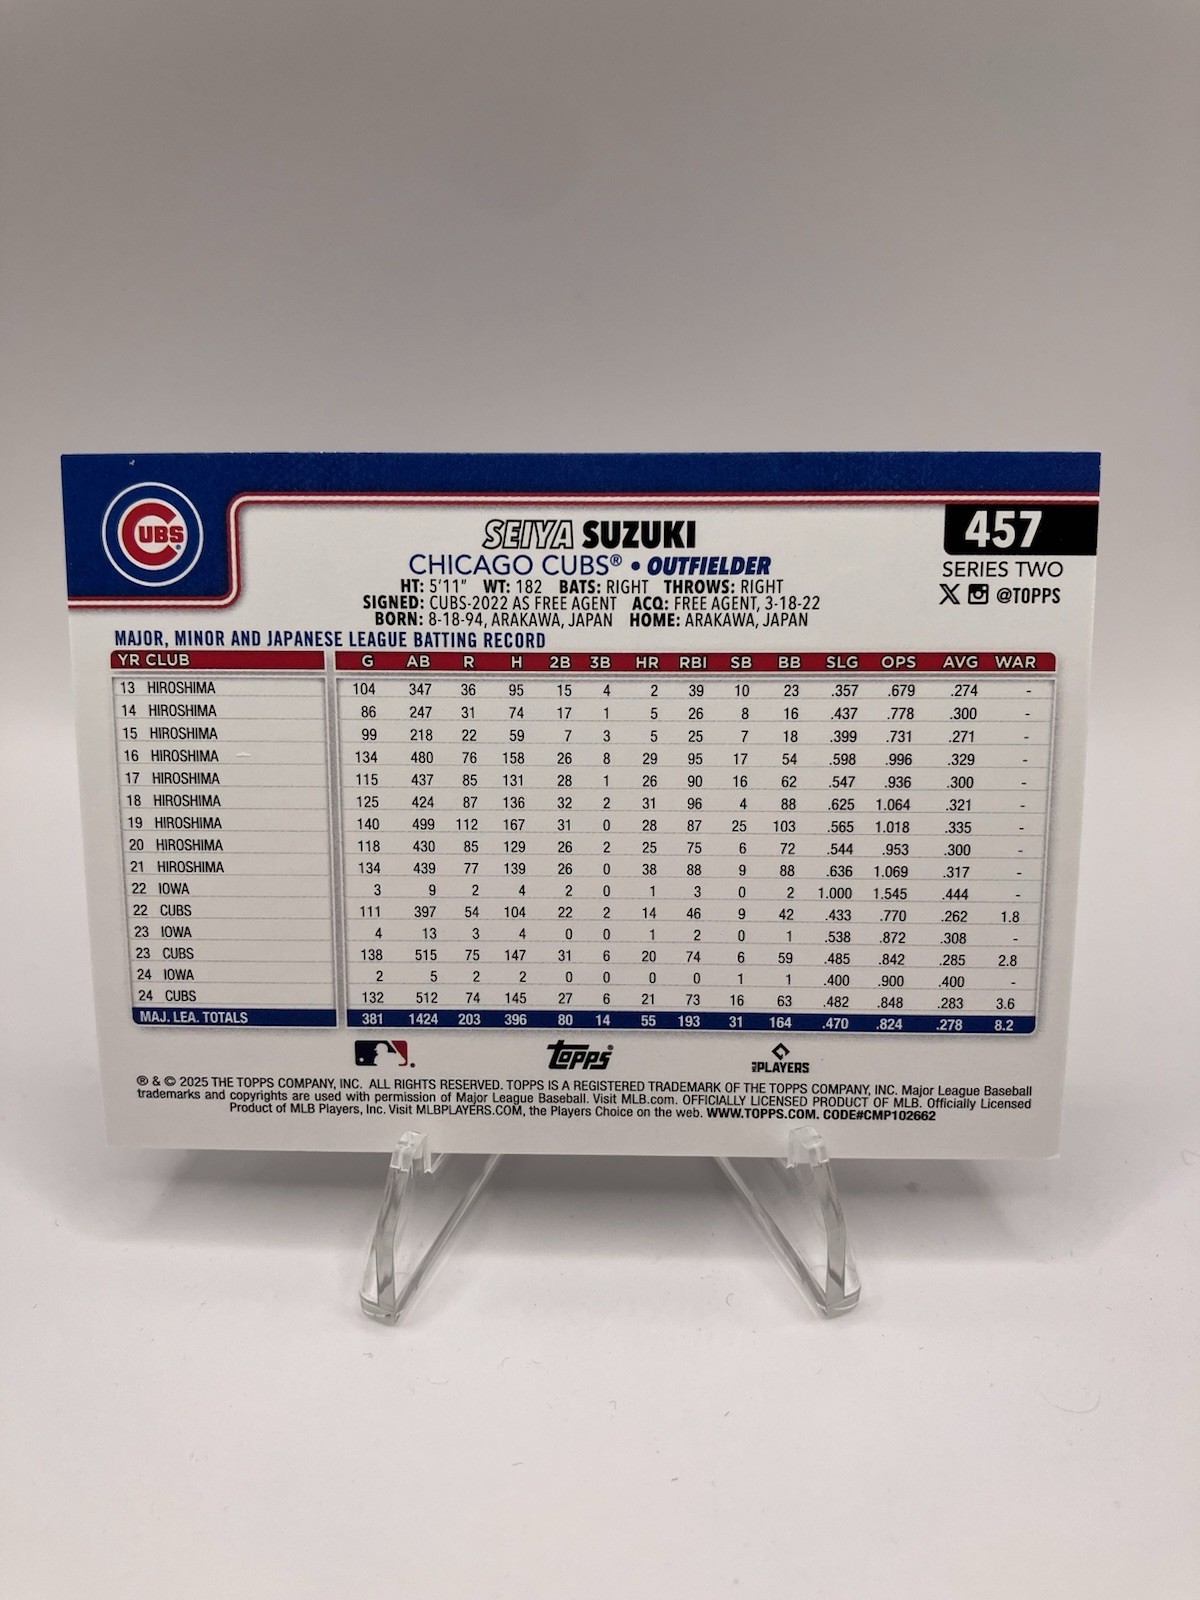 CUBS
SEIYA SUZUKI
457
CHICAGO CUBS® • OUTFIELDER
SERIES TWO
HT: 5'11" WT: 182 BATS: RIGHT THROWS: RIGHT
SIGNED: CUBS-2022 AS FREE AGENT ACQ: FREE AGENT, 3-18-22
@TOPPS
BORN: 8-18-94, ARAKAWA, JAPAN HOME: ARAKAWA, JAPAN
MAJOR, MINOR AND JAPANESE LEAGUE BATTING RECORD
YR CLUB G AB R H 2B 3B HR RBI SB BB SLG OPS AVG WAR
13 HIROSHIMA 104 347 36 95 15 4 2 39 10 23 .357 .679 .274 -
14 HIROSHIMA 86 247 31 74 17 1 5 26 8 16 .437 .778 .300 -
15 HIROSHIMA 99 218 22 59 7 3 5 25 7 18 .399 .731 .271 -
16 HIROSHIMA 134 480 76 158 26 8 29 95 17 54 .598 .996 .329 -
17 HIROSHIMA 115 437 85 131 28 1 26 90 16 62 .547 .936 .300 -
18 HIROSHIMA 125 424 87 136 32 2 31 96 4 88 .625 1.064 .321
19 HIROSHIMA 140 499 112 167 31 0 28 87 25 103 .565 1.018 .335 -
20 HIROSHIMA 118 430 85 129 26 2 25 75 6 72 .544 .953 .300 -
21 HIROSHIMA 134 439 77 139 26 0 38 88 9 88 .636 1.069 .317 -
22 IOWA 3 9 2 4 2 0 1 3 0 2 1.000 1.545 .444 -
22 CUBS 111 397 54 104 22 2 14 46 9 42 .433 .770 .262 1.8
23 IOWA 4 13 3 4 0 0 1 2 0 1 .538 .872 .308 -
23 CUBS 138 515 75 147 31 6 20 74 6 59 .485 .842 .285 2.8
24 IOWA 2 5 2 2 0 0 0 0 1 1 .400 .900 .400 -
24 CUBS 132 512 74 145 27 6 21 73 16 63 .482 .848 .283 3.6
MAJ. LEA. TOTALS 381 1424 203 396 80 14 55 193 31 164 .470 .824 .278 8.2
topps®
MLB PLAYERS
® & © 2025 THE TOPPS COMPANY, INC. ALL RIGHTS RESERVED. TOPPS IS A REGISTERED TRADEMARK OF THE TOPPS COMPANY, INC. Major League Baseball
trademarks and copyrights are used with permission of Major League Baseball. Visit MLB.com. OFFICIALLY LICENSED PRODUCT OF MLB. Officially Licensed
Product of MLB Players, Inc. Visit MLBPLAYERS.COM, the Players Choice on the web. WWW.TOPPS.COM. CODE#CMP102662